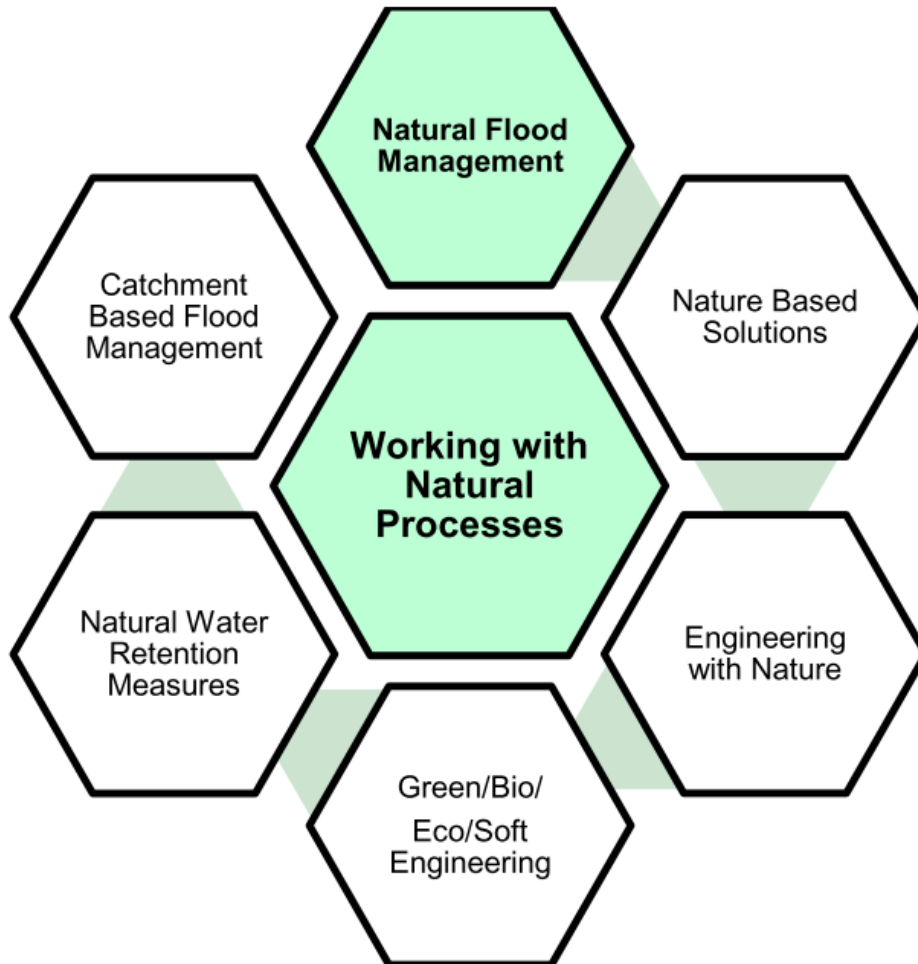 Natural Flood
Management
Catchment
Based Flood
Management
Nature Based
Solutions
Working with
Natural
Processes
Natural Water
Retention
Measures
Engineering
with Nature
Green/Bio/
Eco/Soft
Engineering